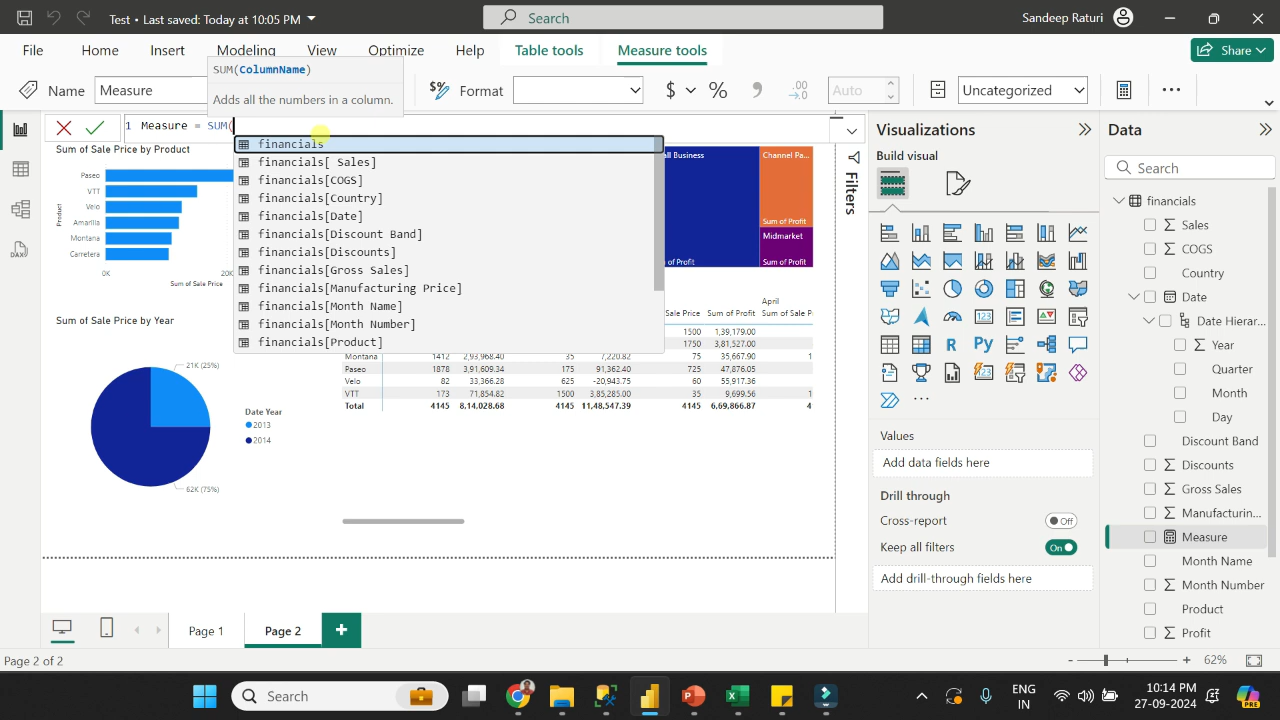 Test • Last saved: Today at 10:05 PM
Search
Sandeep Raturi
File
Home
Insert
Modeling
View
Optimize
Help
Table tools
Measure tools
Share
SUM(ColumnName)
Adds all the numbers in a column.
Name
Measure
Format
$
%
,
.00
Auto
Uncategorized
1 Measure = SUM(
financials
financials[ Sales]
financials[COGS]
financials[Country]
financials[Date]
financials[Discount Band]
financials[Discounts]
financials[Gross Sales]
financials[Manufacturing Price]
financials[Month Name]
financials[Month Number]
financials[Product]
Sum of Sale Price by Product
Product
Paseo
VTT
Velo
Amarilla
Montana
Carretera
0K
20K
Sum of Sale Price
all Business
of Profit
Channel Pa...
Sum of Profit
Midmarket
Sum of Profit
April
Sale Price Sum of Profit Sum of Sale P
1500 1,39,179.00
1750 3,81,527.00
Montana 1412 2,93,968.40 35 7,220.82 75 35,667.90 1
Paseo 1878 3,91,609.34 175 91,362.40 725 47,876.05
Velo 82 33,366.28 625 -20,943.75 60 55,917.36
VTT 173 71,854.82 1500 3,85,285.00 35 9,699.56 1
Total 4145 8,14,028.68 4145 11,48,547.39 4145 6,69,866.87 4
Sum of Sale Price by Year
21K (25%)
62K (75%)
Date Year
2013
2014
Filters
Visualizations
Build visual
R
Py
Values
Add data fields here
Drill through
Cross-report
Off
Keep all filters
On
Add drill-through fields here
Data
Search
financials
Sales
COGS
Country
Date
Date Hierar...
Year
Quarter
Month
Day
Discount Band
Discounts
Gross Sales
Manufacturin...
Measure
Month Name
Month Number
Product
Profit
Page 1
Page 2
Page 2 of 2
62%
Search
ENG
IN
10:14 PM
27-09-2024